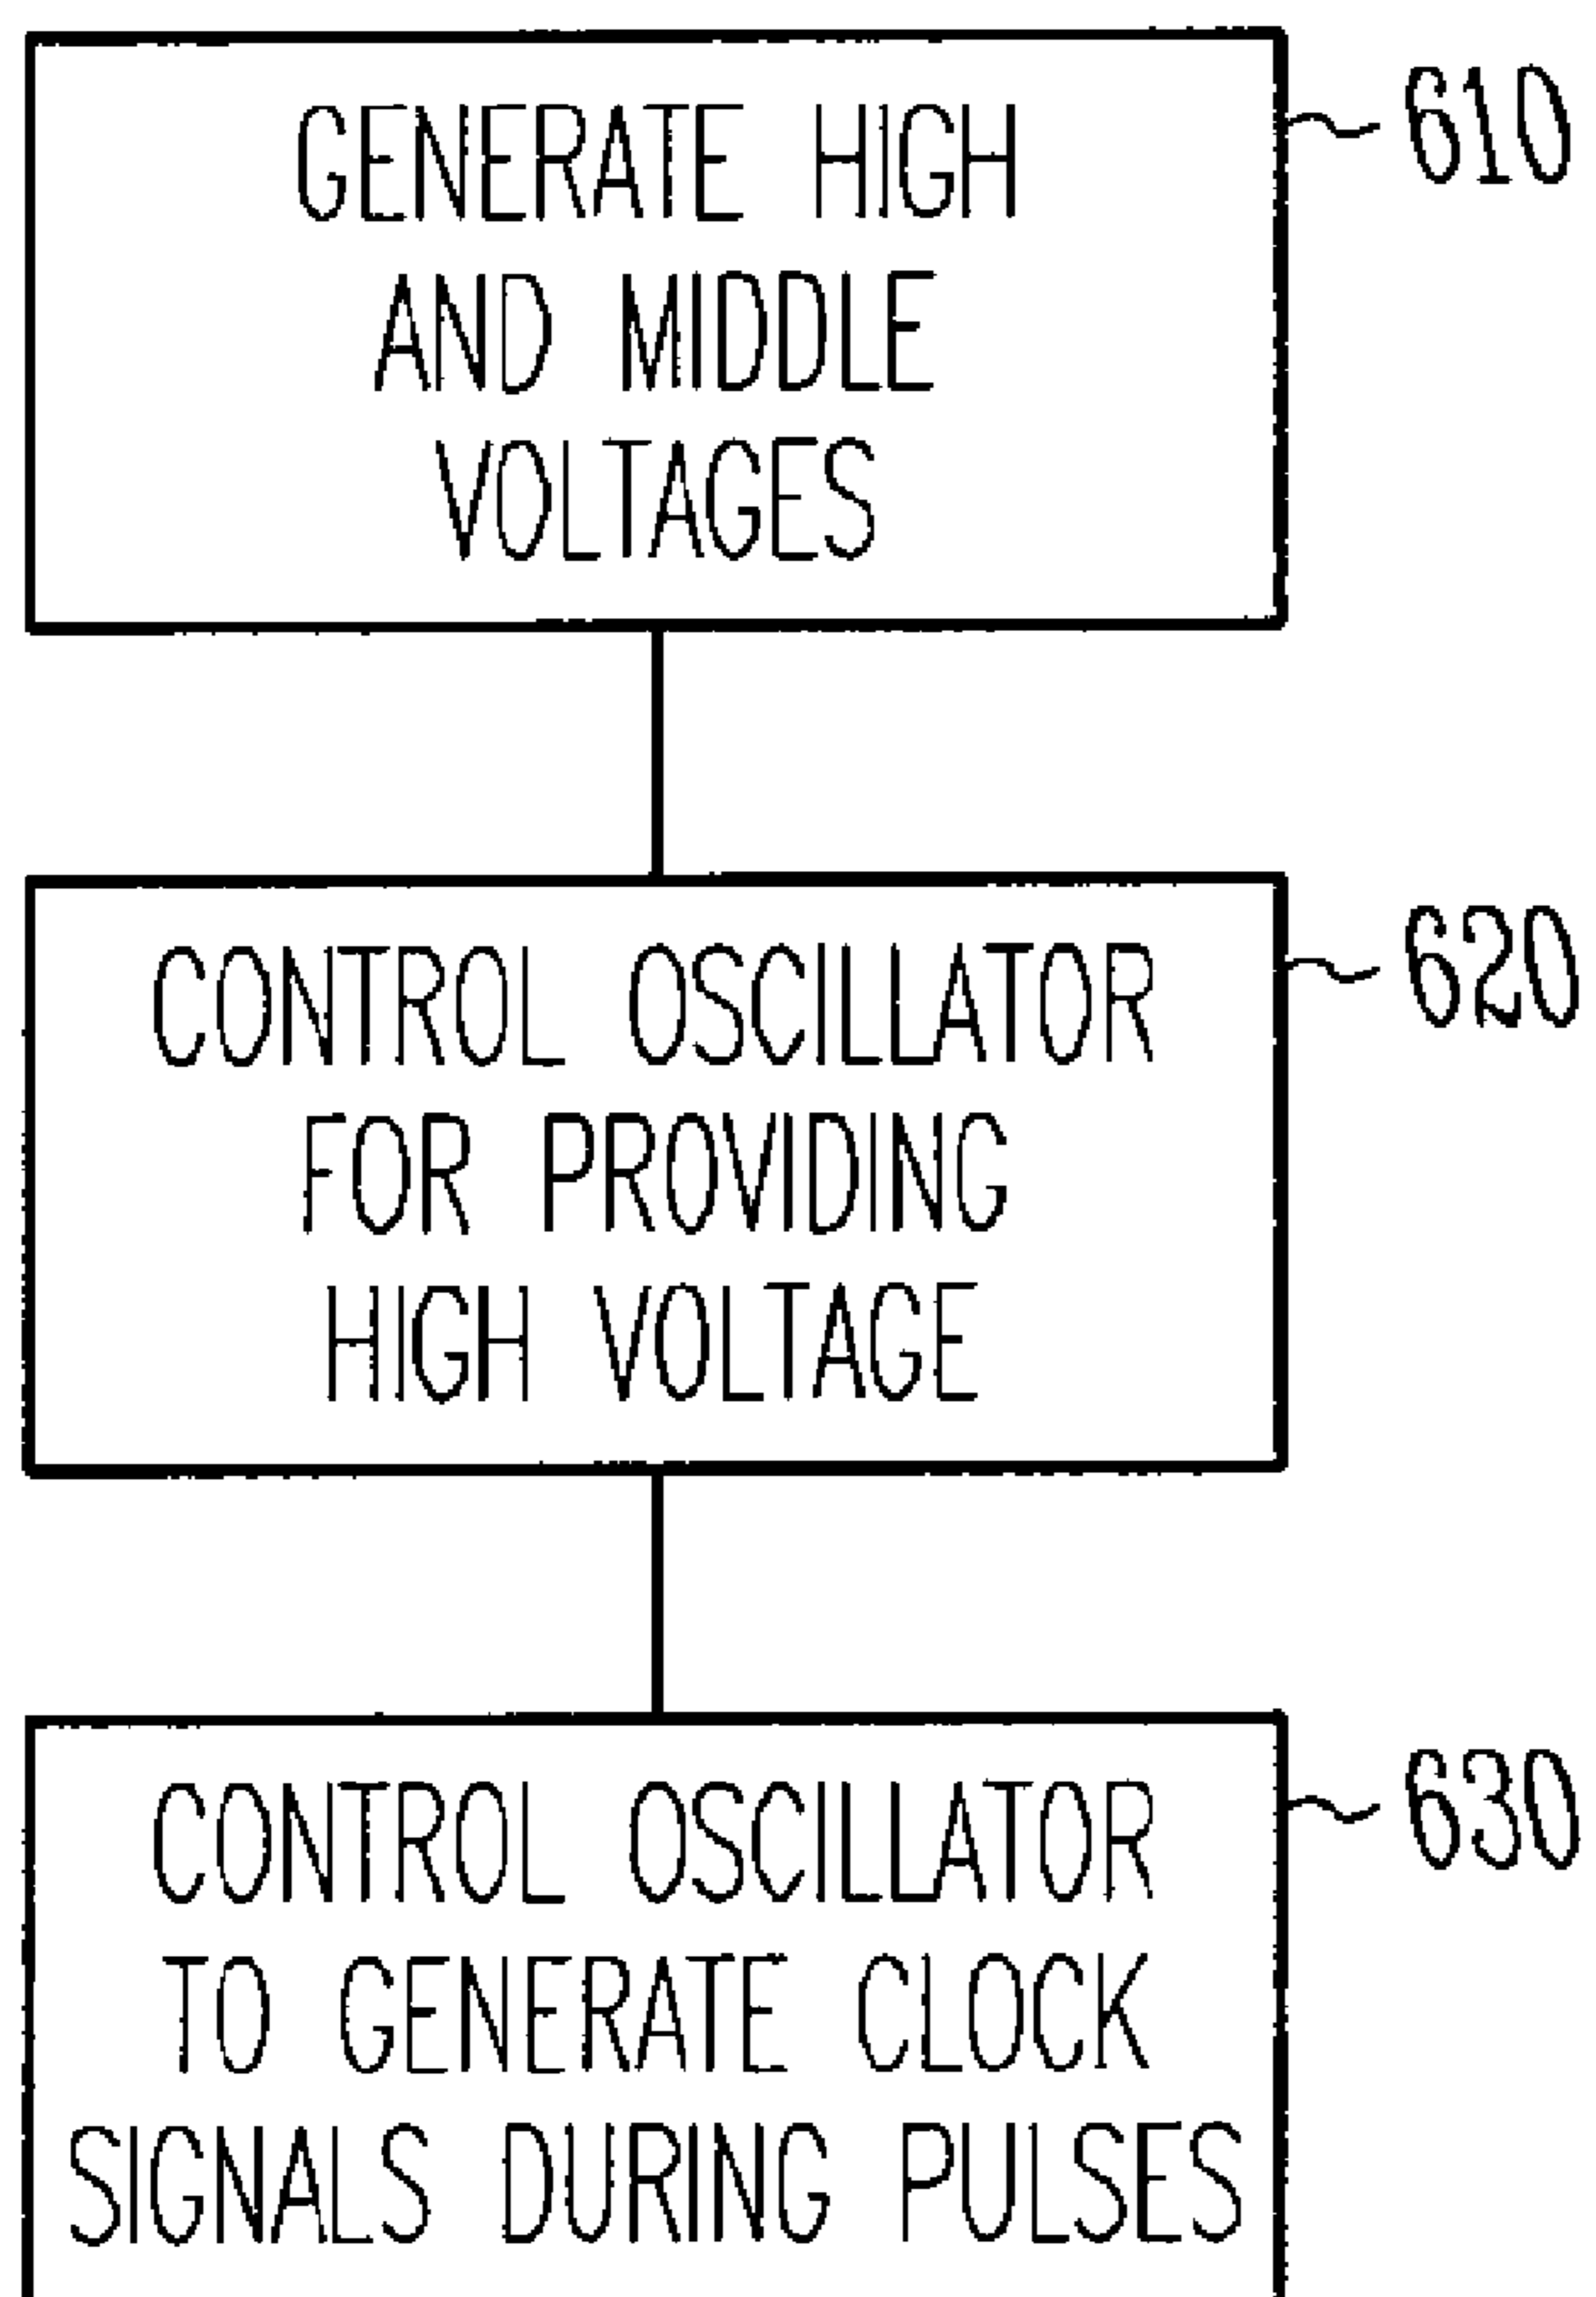 GENERATE HIGH
AND MIDDLE
VOLTAGES
610
CONTROL OSCILLATOR
FOR PROVIDING
HIGH VOLTAGE
620
CONTROL OSCILLATOR
TO GENERATE CLOCK
SIGNALS DURING PULSES
630